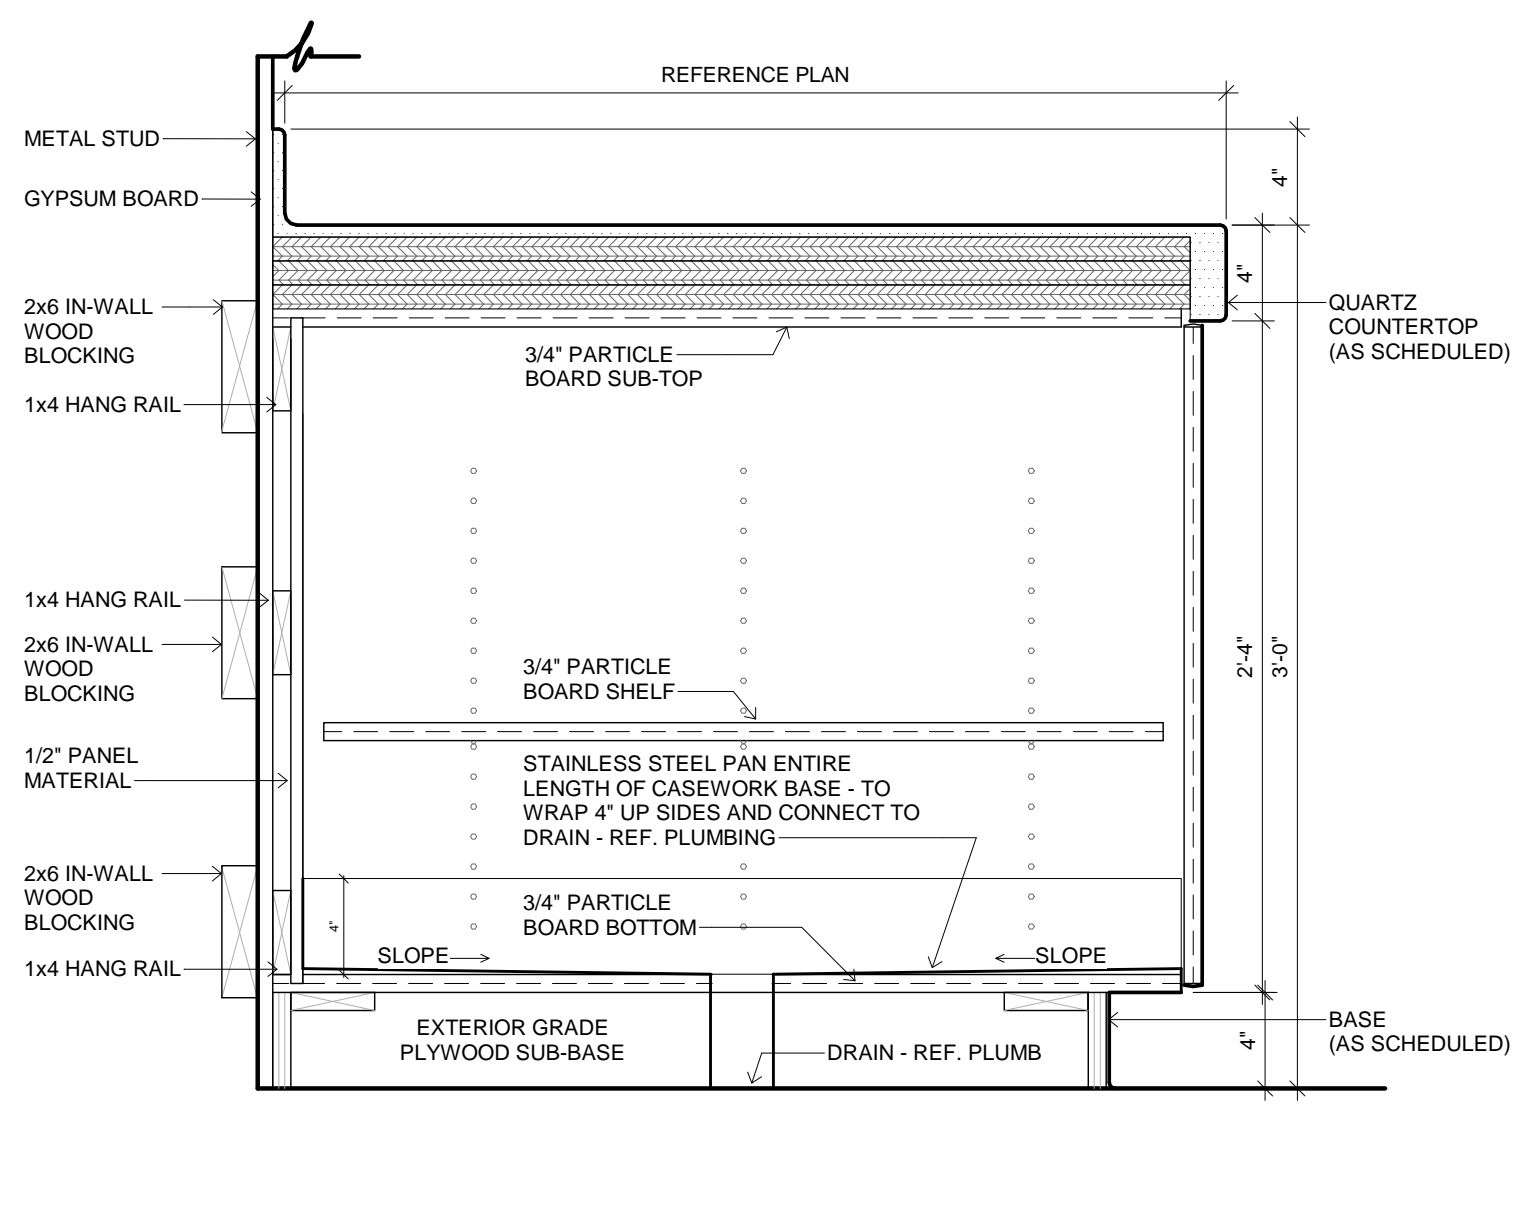 REFERENCE PLAN
METAL STUD
4"
GYPSUM BOARD
4"
2x6 IN-WALL
WOOD
BLOCKING
QUARTZ
COUNTERTOP
(AS SCHEDULED)
3/4" PARTICLE
BOARD SUB-TOP
1x4 HANG RAIL
1x4 HANG RAIL
2x6 IN-WALL
WOOD
BLOCKING
2'-4"
3'-0"
3/4" PARTICLE
BOARD SHELF
1/2" PANEL
MATERIAL
STAINLESS STEEL PAN ENTIRE
LENGTH OF CASEWORK BASE - TO
WRAP 4" UP SIDES AND CONNECT TO
DRAIN - REF. PLUMBING
2x6 IN-WALL
WOOD
BLOCKING
4"
3/4" PARTICLE
BOARD BOTTOM
SLOPE
SLOPE
1x4 HANG RAIL
EXTERIOR GRADE
PLYWOOD SUB-BASE
DRAIN - REF. PLUMB
4"
BASE
(AS SCHEDULED)